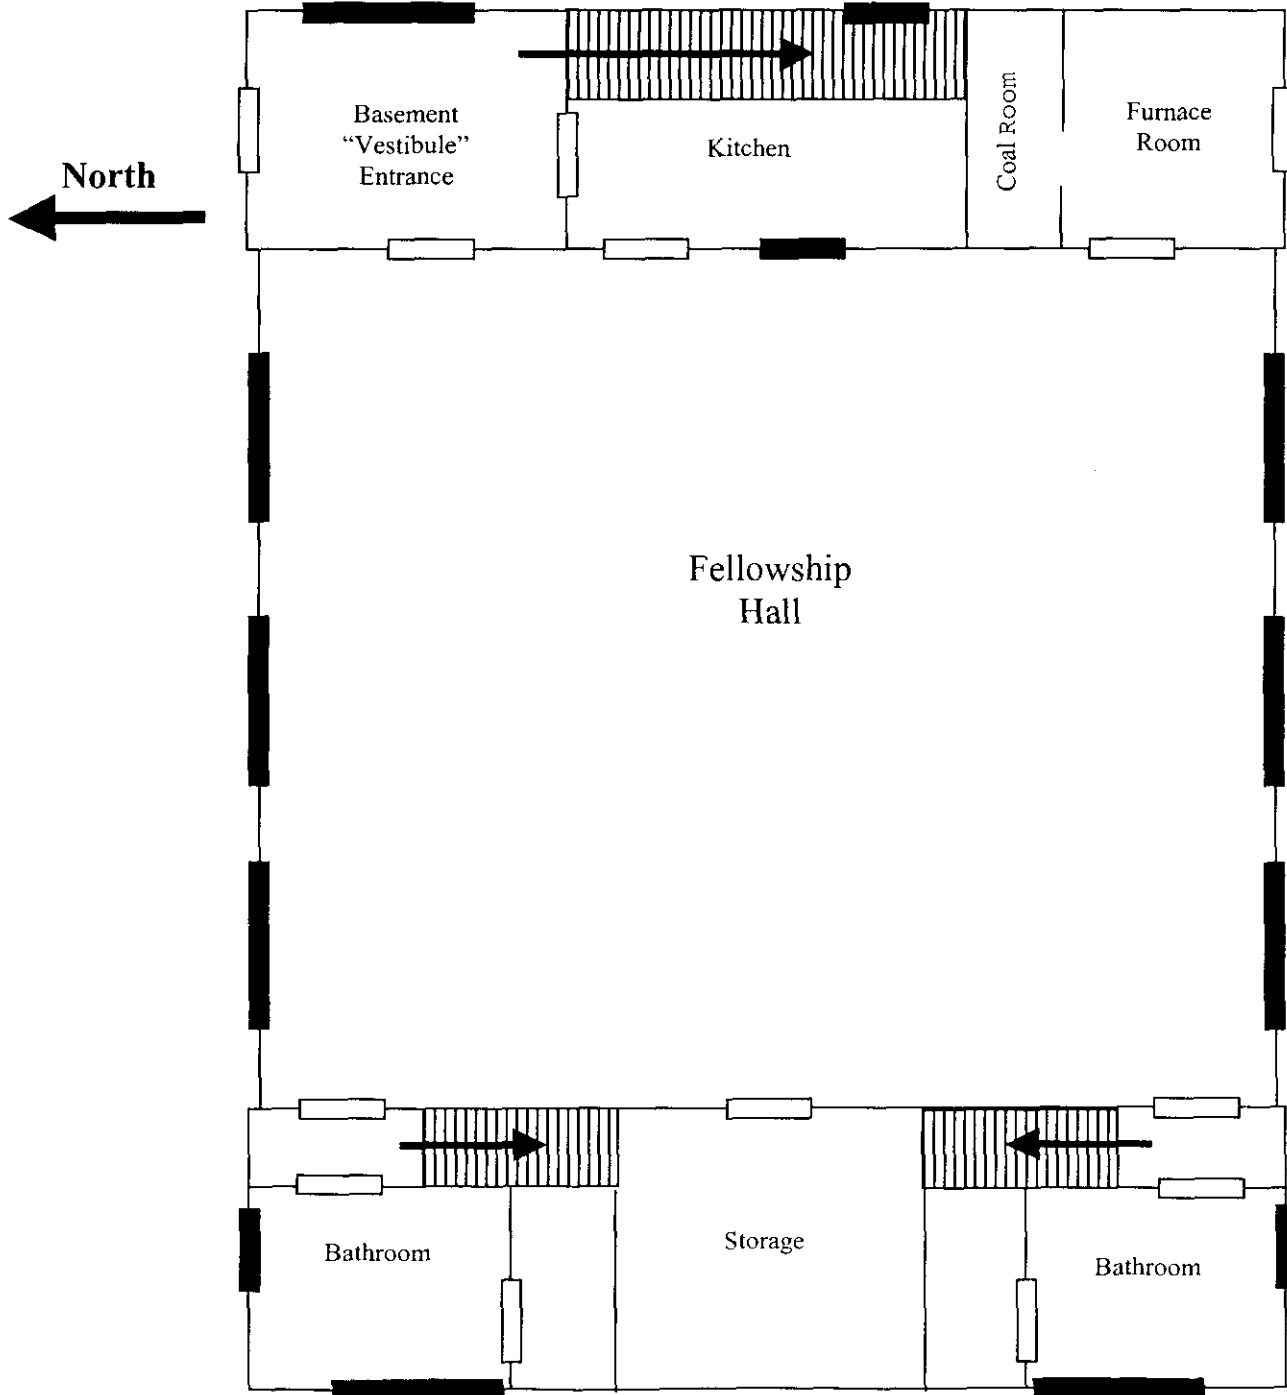 Basement
“Vestibule”
Entrance
Kitchen
Coal Room
Furnace
Room
North
Fellowship
Hall
Bathroom
Storage
Bathroom